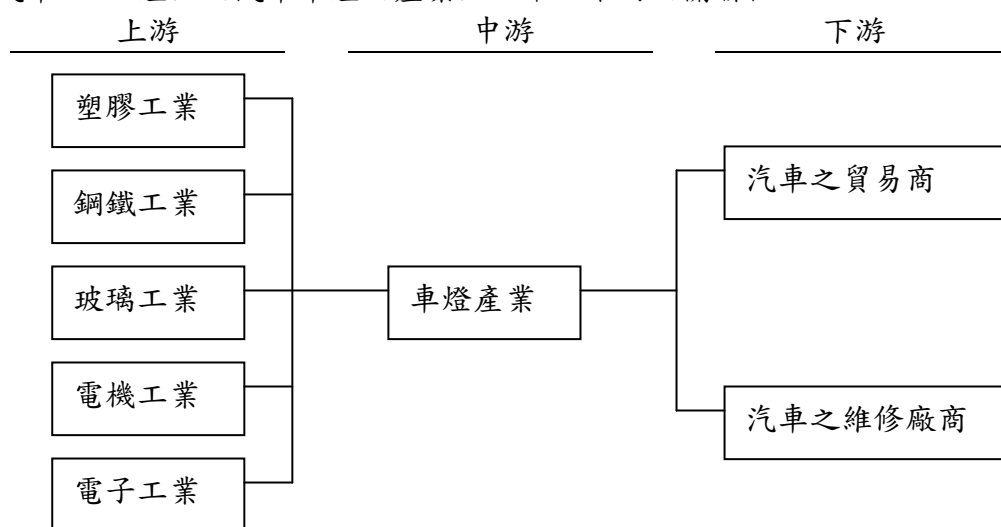 上游 中游 下游
塑膠工業
鋼鐵工業
玻璃工業
電機工業
電子工業
車燈產業
汽車之貿易商
汽車之維修廠商